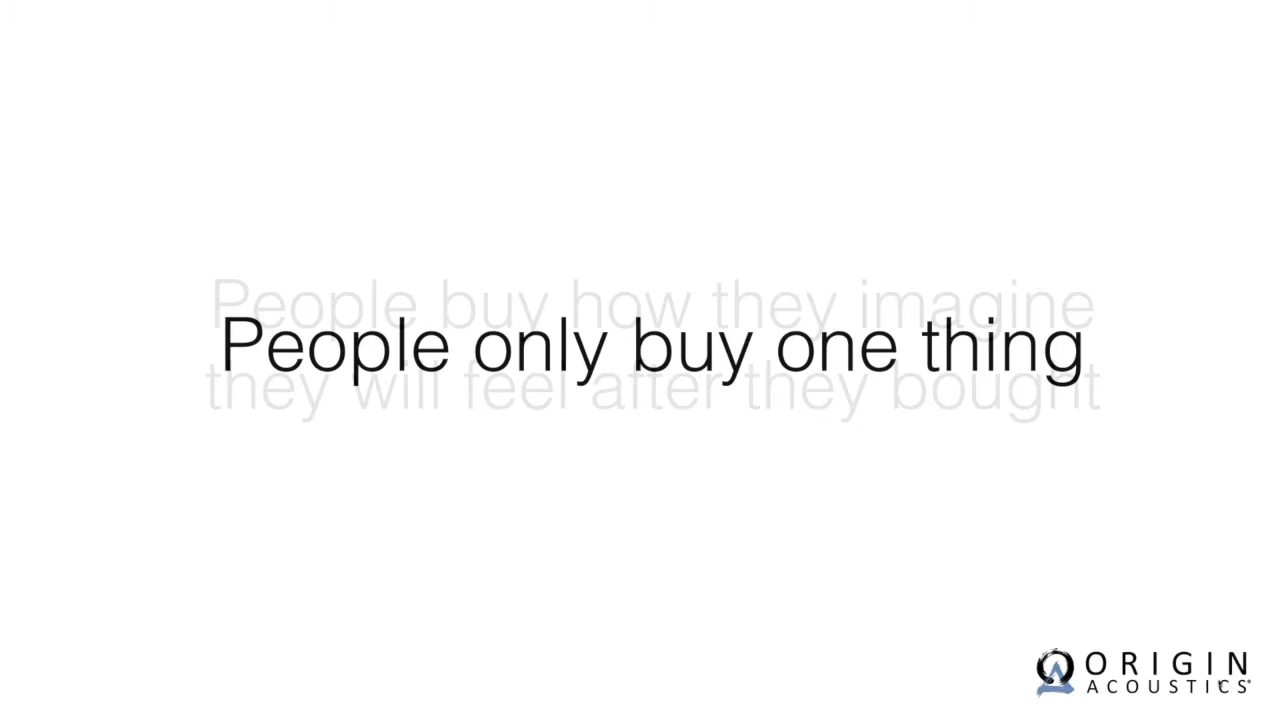 People buy how they imagine
People only buy one thing
they will feel after they bought
ORIGIN
ACOUSTICS®